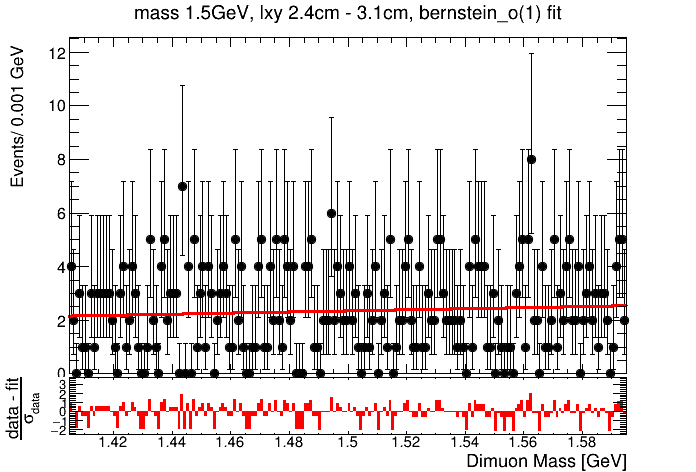 mass 1.5GeV, lxy 2.4cm - 3.1cm, bernstein_o(1) fit
Events/ 0.001 GeV
12
10
8
6
4
2
0
data - fit
σdata
3
2
1
0
−1
−2
1.42 1.44 1.46 1.48 1.5 1.52 1.54 1.56 1.58
Dimuon Mass [GeV]